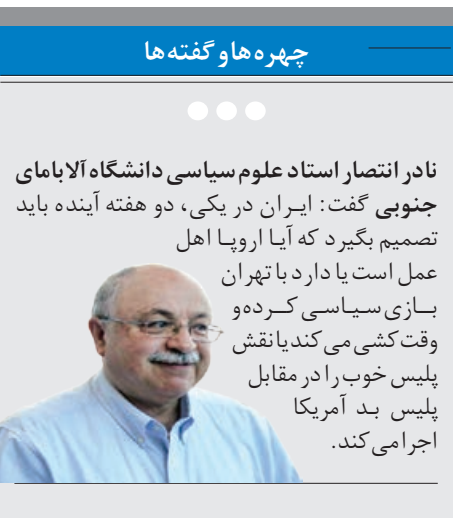 چهره‌ها و گفته‌ها
نادر انتصار استاد علوم سیاسی دانشگاه آلابامای
جنوبی گفت: ایران در یکی، دو هفته آینده باید
تصمیم بگیرد که آیا اروپا اهل
عمل است یا دارد با تهران
بازی سیاسی کرده و
وقت‌کشی می‌کند یا نقش
پلیس خوب را در مقابل
پلیس بد آمریکا
اجرا می‌کند.